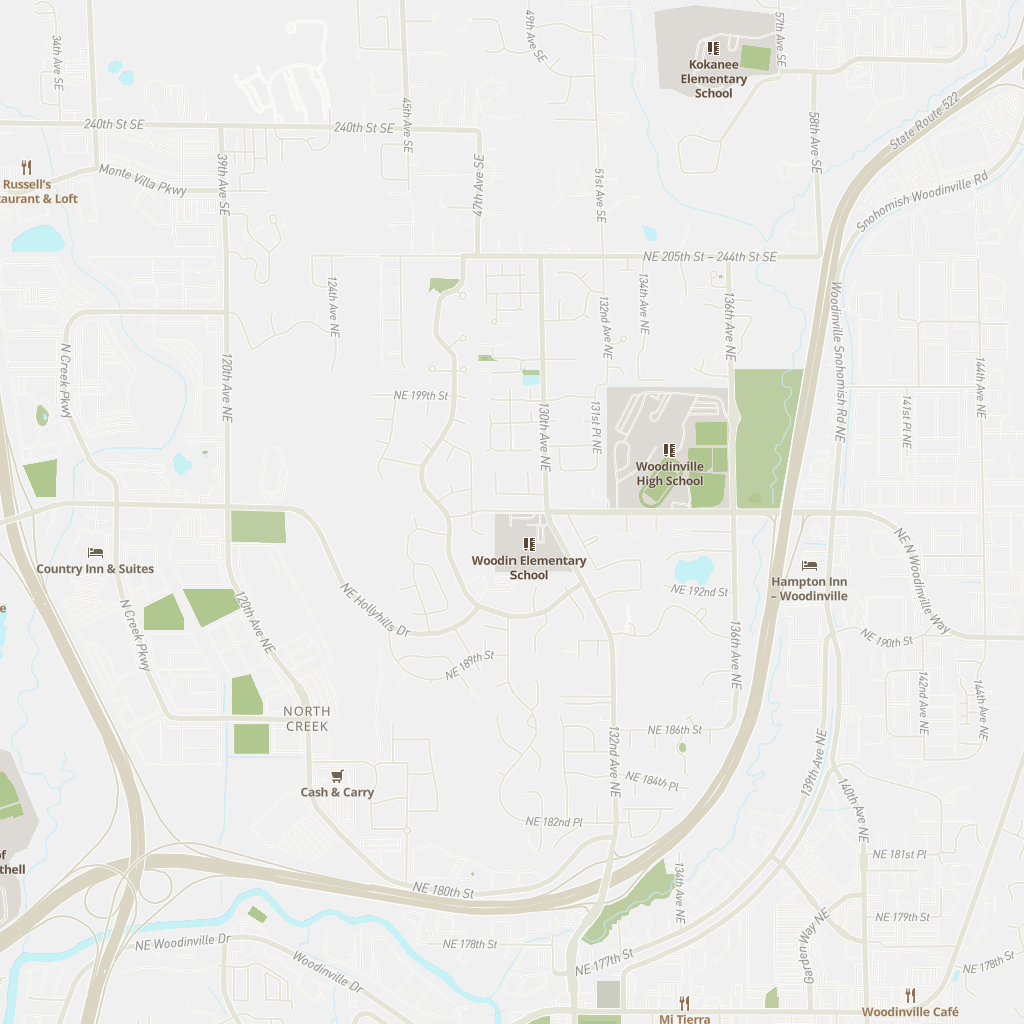 34th Ave SE
49th Ave SE
57th Ave SE
Kokanee
Elementary
School
240th St SE
45th Ave SE
240th St SE
58th Ave SE
State Route 522
39th Ave SE
47th Ave SE
51st Ave SE
Russell's
aurant & Loft
Monte Villa Pkwy
Snohomish Woodinville Rd
NE 205th St – 244th St SE
124th Ave NE
132nd Ave NE
134th Ave NE
136th Ave NE
Woodinville Snohomish Rd NE
N Creek Pkwy
120th Ave NE
NE 199th St
130th Ave NE
131st Pl NE
141st Pl NE
144th Ave NE
Woodinville
High School
Woodin Elementary
School
Country Inn & Suites
NE Hollyhills Dr
NE 192nd St
Hampton Inn
– Woodinville
NE N Woodinville Way
N Creek Pkwy
120th Ave NE
NE 189th St
136th Ave NE
NE 190th St
142nd Ave NE
144th Ave NE
NORTH
CREEK
132nd Ave NE
NE 186th St
139th Ave NE
Cash & Carry
NE 184th Pl
140th Ave NE
NE 182nd Pl
of
thell
NE 180th St
134th Ave NE
NE 181st Pl
NE 179th St
Garden Way NE
NE Woodinville Dr
Woodinville Dr
NE 178th St
NE 177th St
NE 178th St
Mi Tierra
Woodinville Café